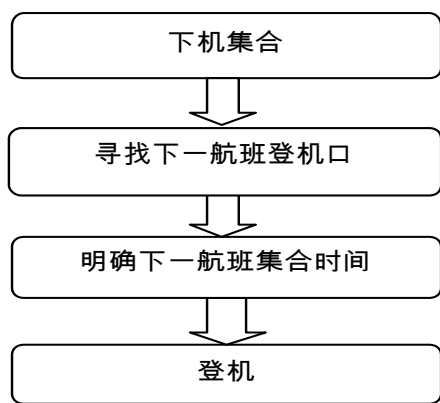 下机集合
寻找下一航班登机口
明确下一航班集合时间
登机